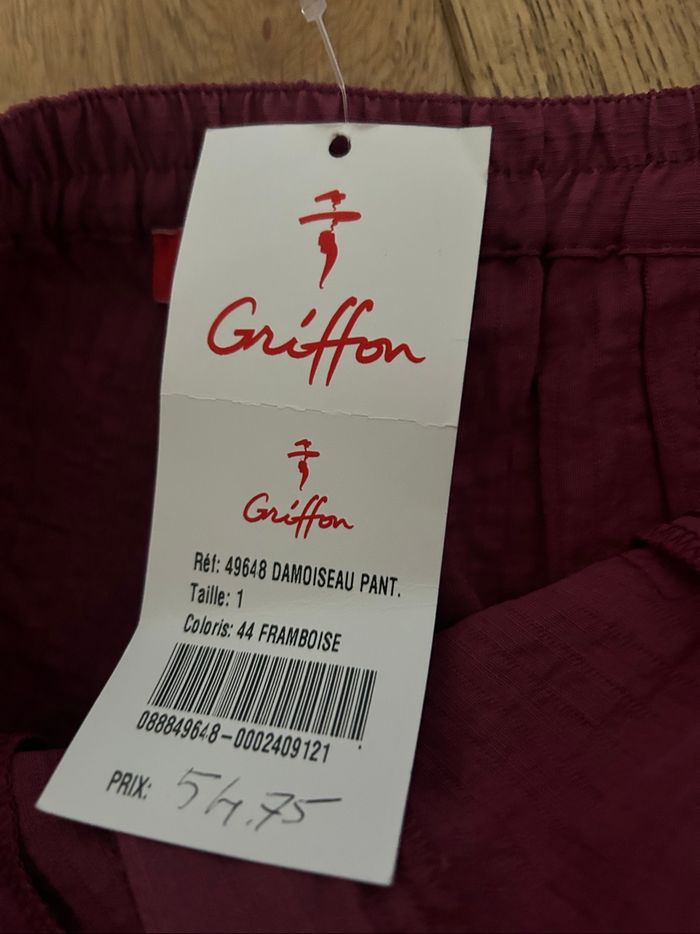 Griffon
Griffon
Réf: 49648 DAMOISEAU PANT.
Taille: 1
Coloris: 44 FRAMBOISE
088849648-0002409121
PRIX: 54.75